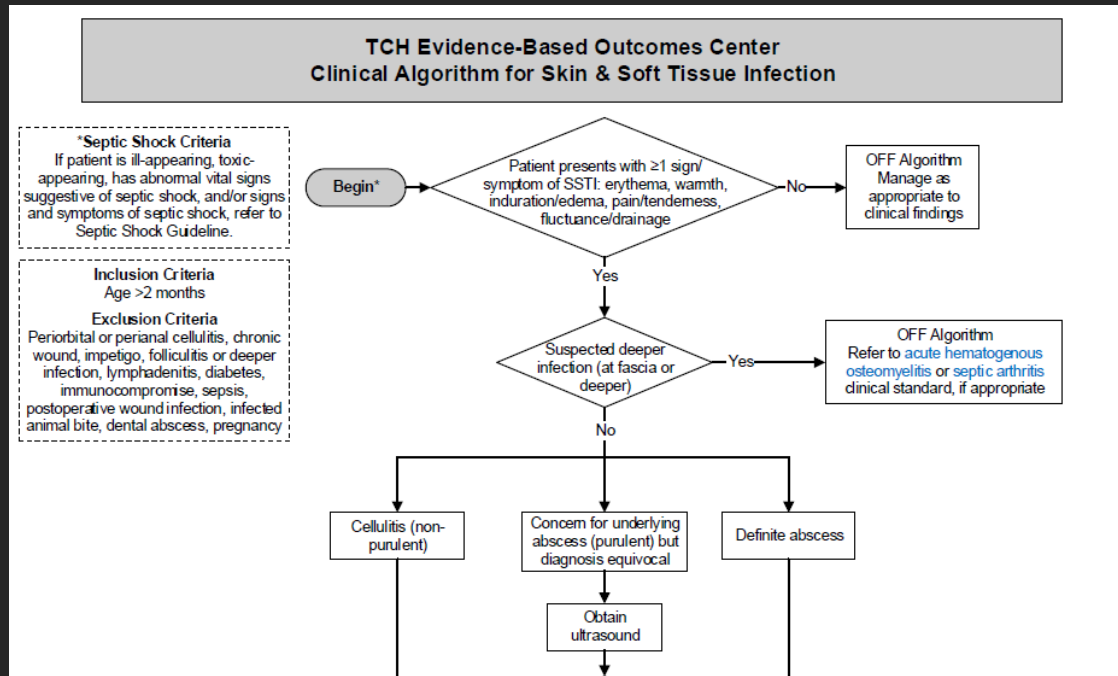 TCH Evidence-Based Outcomes Center
Clinical Algorithm for Skin & Soft Tissue Infection
*Septic Shock Criteria
If patient is ill-appearing, toxic-
appearing, has abnormal vital signs
suggestive of septic shock, and/or signs
and symptoms of septic shock, refer to
Septic Shock Guideline.
Begin*
Patient presents with ≥1 sign/
symptom of SSTI: erythema, warmth,
induration/edema, pain/tenderness,
fluctuance/drainage
No
OFF Algorithm
Manage as
appropriate to
clinical findings
Inclusion Criteria
Age >2 months
Exclusion Criteria
Periorbital or perianal cellulitis, chronic
wound, impetigo, folliculitis or deeper
infection, lymphadenitis, diabetes,
immunocompromise, sepsis,
postoperative wound infection, infected
animal bite, dental abscess, pregnancy
Yes
Suspected deeper
infection (at fascia or
deeper)
Yes
OFF Algorithm
Refer to acute hematogenous
osteomyelitis or septic arthritis
clinical standard, if appropriate
No
Cellulitis (non-
purulent)
Concern for underlying
abscess (purulent) but
diagnosis equivocal
Definite abscess
Obtain
ultrasound